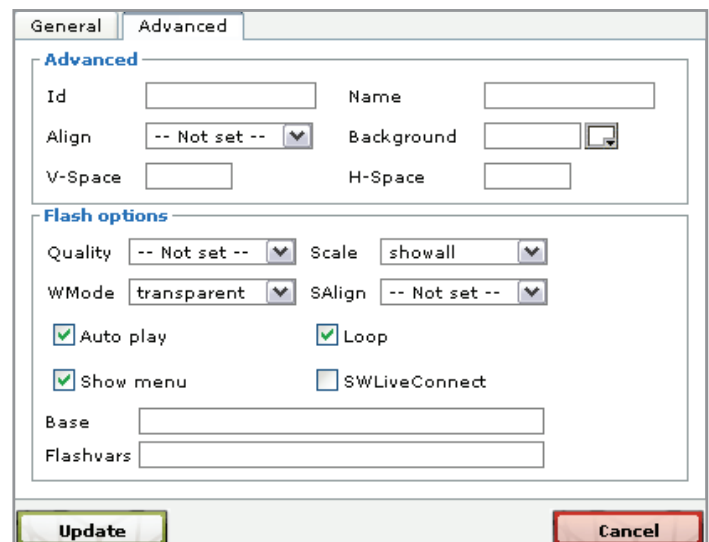 General Advanced
Advanced
Id Name
Align -- Not set -- Background
V-Space H-Space
Flash options
Quality -- Not set -- Scale showall
WMode transparent SAlign -- Not set --
Auto play Loop
Show menu SWLiveConnect
Base
Flashvars
Update Cancel